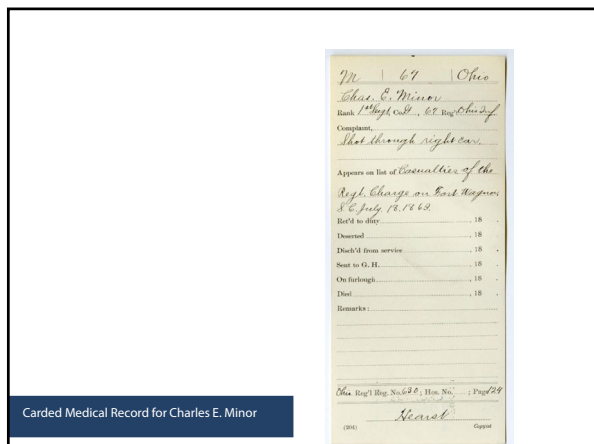 M | 67 | Ohio
Chas. E. Minor
Rank 1st Sergt, Co. , 67 Reg. Ohio Inf.
Complaint,
Shot through right ear.
Appears on list of Casualties of the
Regt. Charge on Fort Wagner
S.C. July, 18. 1863.
Ret'd to duty , 18 .
Deserted , 18 .
Disch'd from service , 18 .
Sent to G. H. , 18 .
On furlough , 18 .
Died , 18 .
Remarks:
Ohio Reg'l Reg. No. 630; Hos. No. ; Page 124
Hearst
(204) Copyist
Carded Medical Record for Charles E. Minor